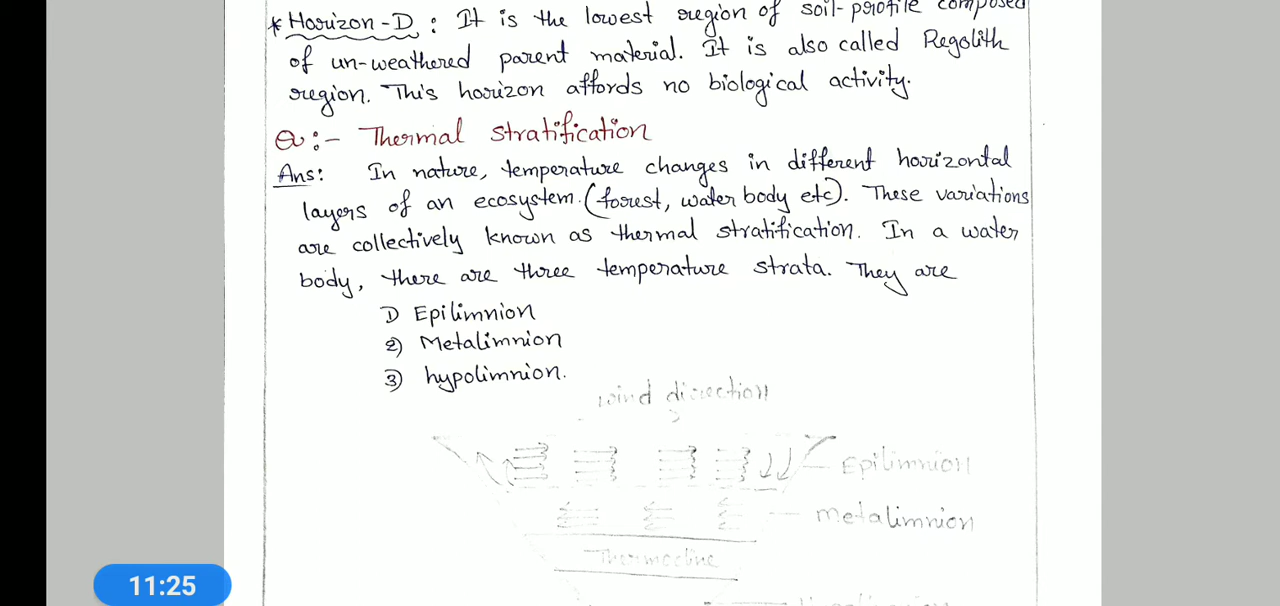 * Horizon-D : It is the lowest region of soil-profile composed
of un-weathered parent material. It is also called Regolith
region. This horizon affords no biological activity.
Q:- Thermal stratification
Ans: In nature, temperature changes in different horizontal
layers of an ecosystem. (forest, water body etc). These variations
are collectively known as thermal stratification. In a water
body, there are three temperature strata. They are
1) Epilimnion
2) Metalimnion
3) hypolimnion.
wind direction
Epilimnion
metalimnion
Thermocline
11:25